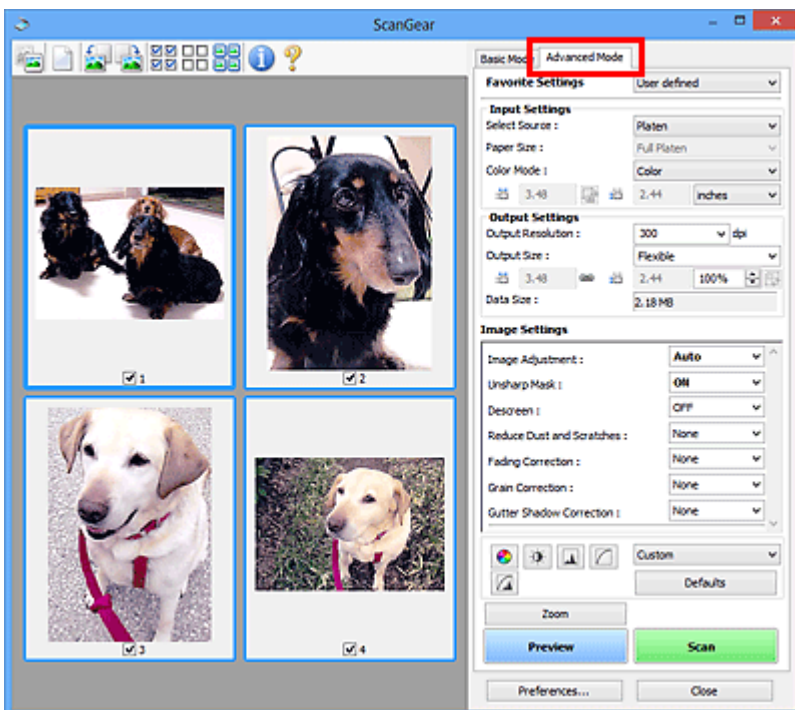 ScanGear
Basic Mode Advanced Mode
Favorite Settings User defined
Input Settings
Select Source : Platen
Paper Size : Full Platen
Color Mode : Color
3.48 2.44 inches
Output Settings
Output Resolution : 300 dpi
Output Size : Flexible
3.48 2.44 100%
Data Size : 2.18 MB
Image Settings
Image Adjustment : Auto
Unsharp Mask : ON
Descreen : OFF
Reduce Dust and Scratches : None
Fading Correction : None
Grain Correction : None
Gutter Shadow Correction : None
Custom
Defaults
Zoom
Preview Scan
Preferences... Close
1
2
3
4